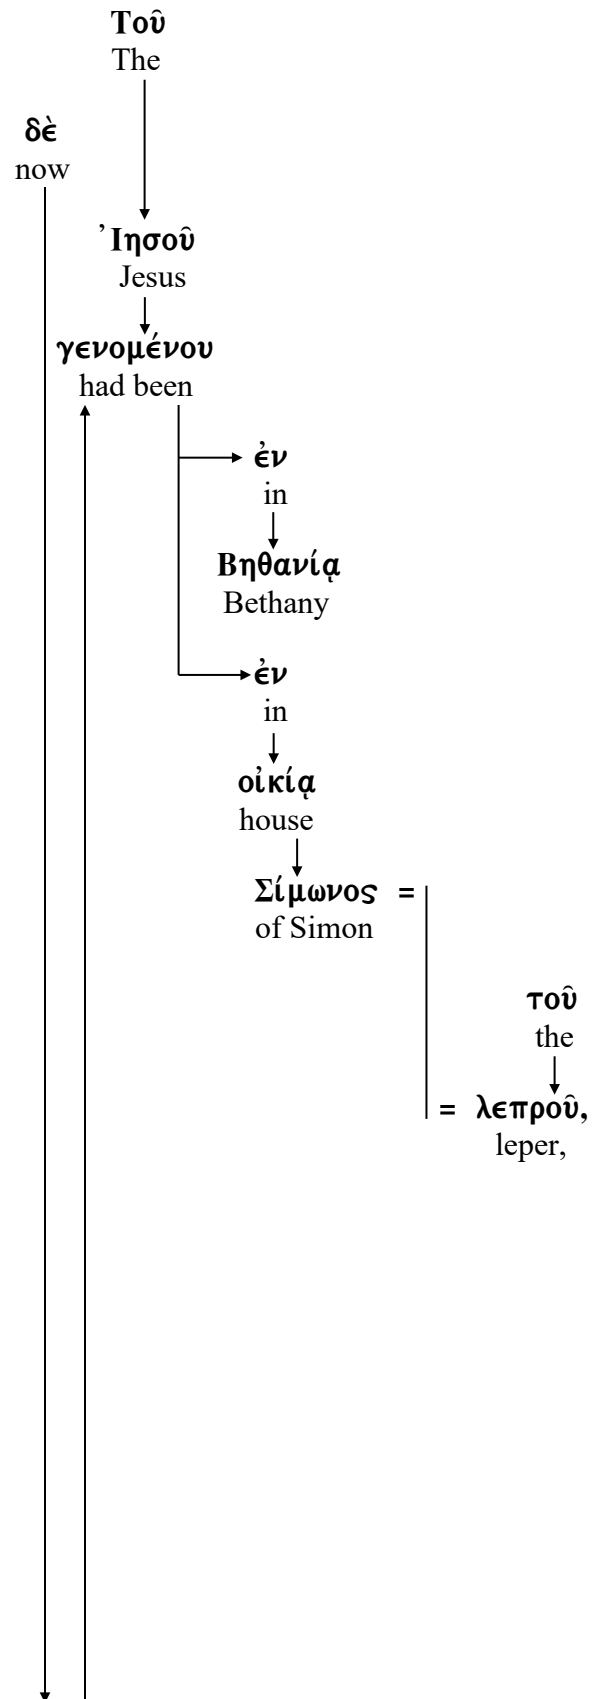 Τοῦ
The
δὲ
now
Ἰησοῦ
Jesus
γενομένου
had been
ἐν
in
Βηθανίᾳ
Bethany
ἐν
in
οἰκίᾳ
house
Σίμωνος =
of Simon
τοῦ
the
= λεπροῦ,
leper,